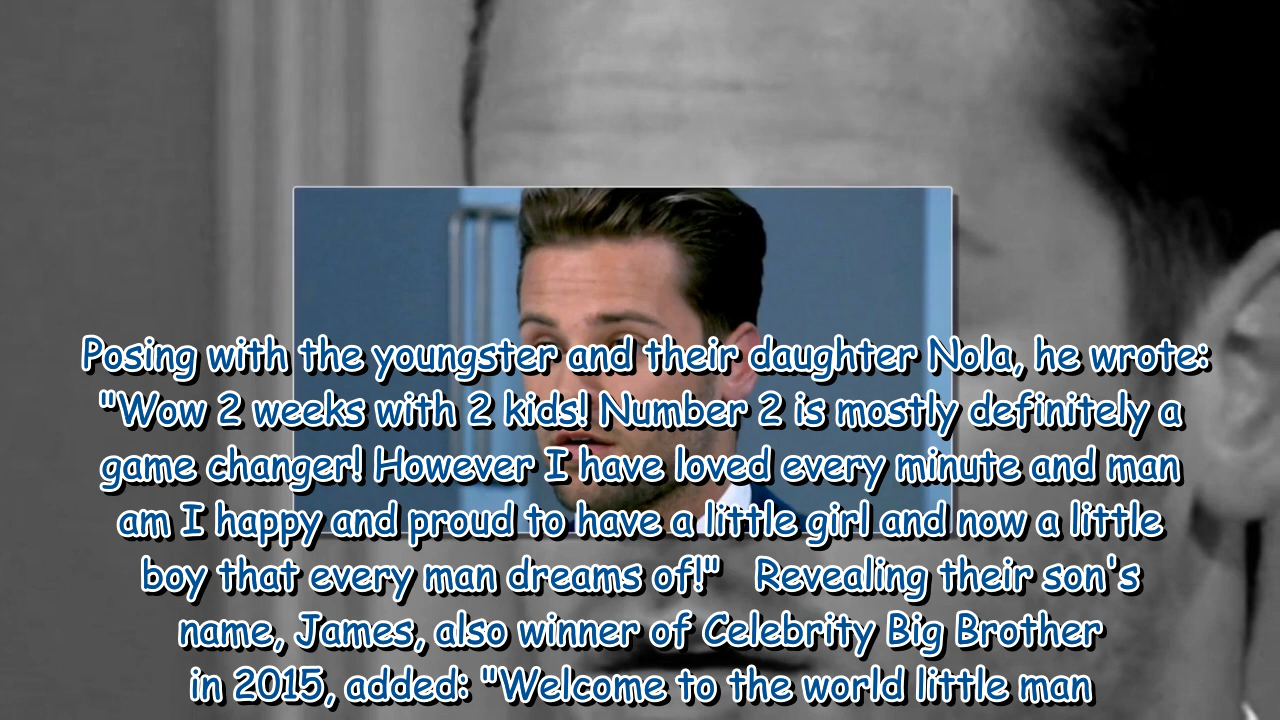 Posing with the youngster and their daughter Nola, he wrote:
"Wow 2 weeks with 2 kids! Number 2 is mostly definitely a
game changer! However I have loved every minute and man
am I happy and proud to have a little girl and now a little
boy that every man dreams of!"   Revealing their son's
name, James, also winner of Celebrity Big Brother
in 2015, added: "Welcome to the world little man